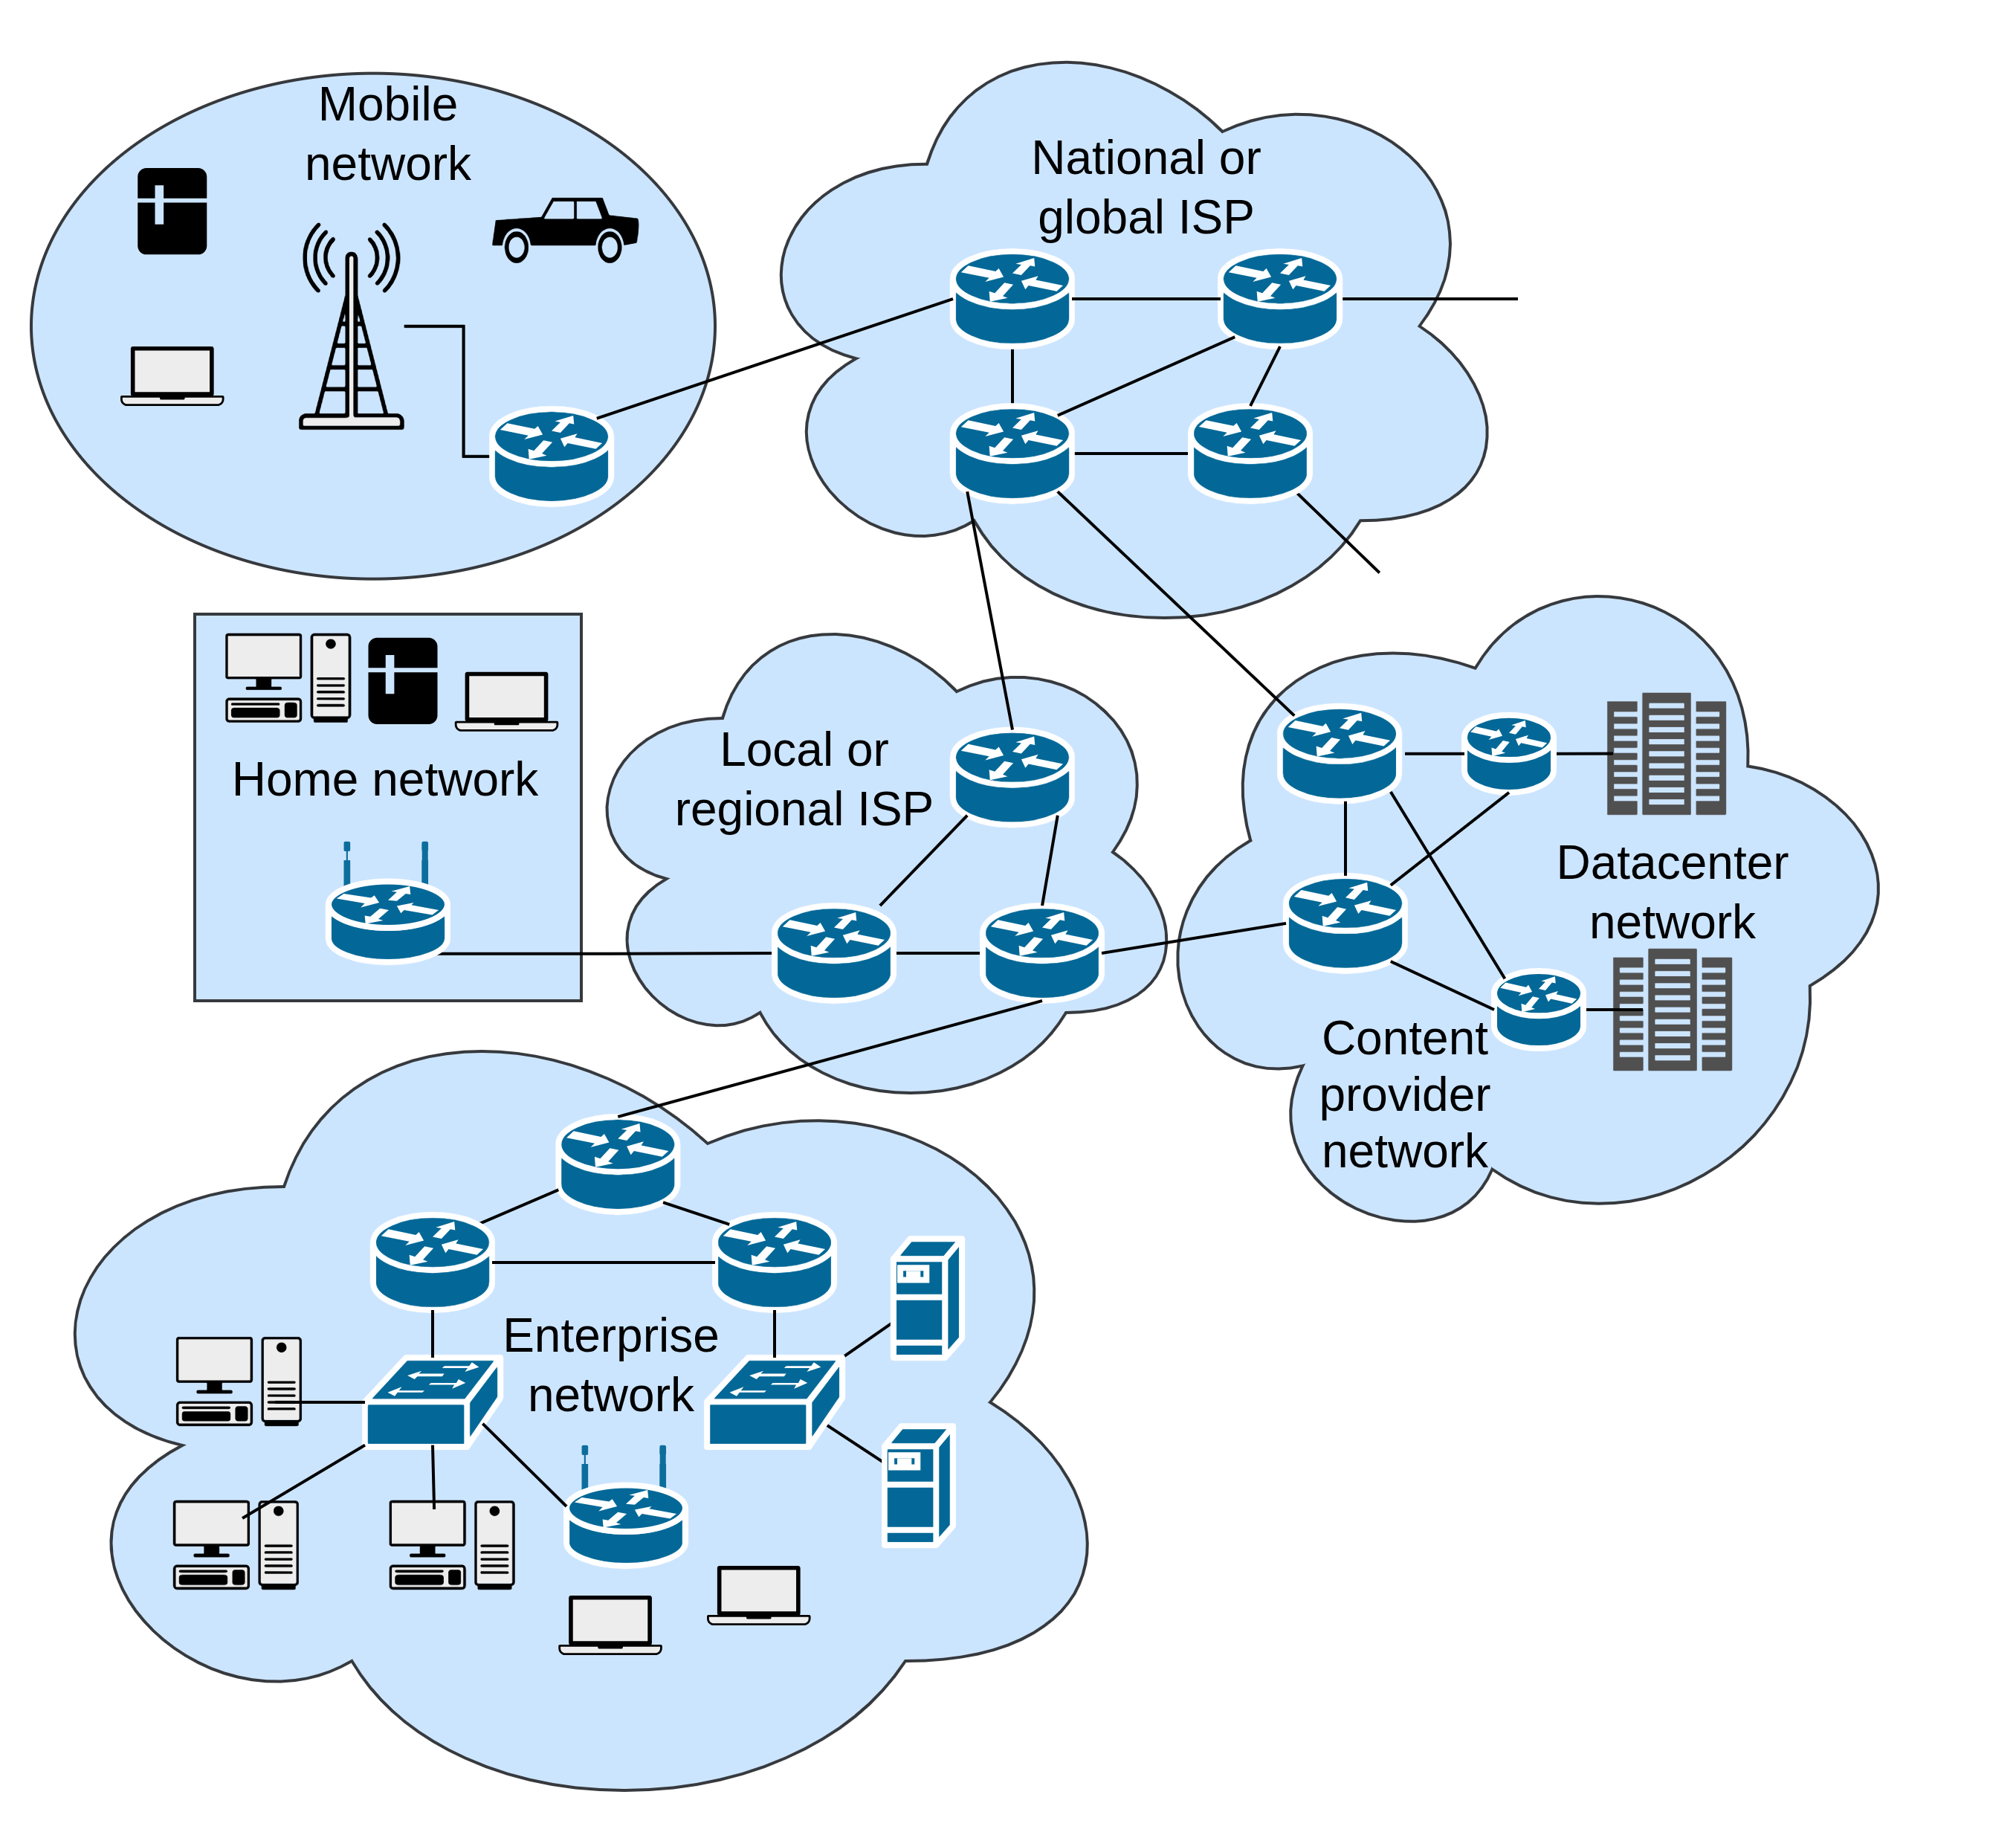 Mobile
network
National or
global ISP
Home network
Local or
regional ISP
Datacenter
network
Content
provider
network
Enterprise
network